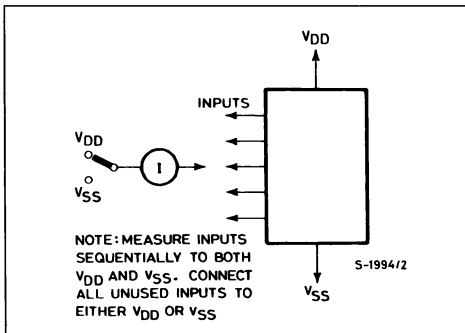 VDD
INPUTS
VDD
I
VSS
NOTE: MEASURE INPUTS
SEQUENTIALLY TO BOTH
VDD AND VSS. CONNECT
ALL UNUSED INPUTS TO
EITHER VDD OR VSS
S-1994/2
VSS